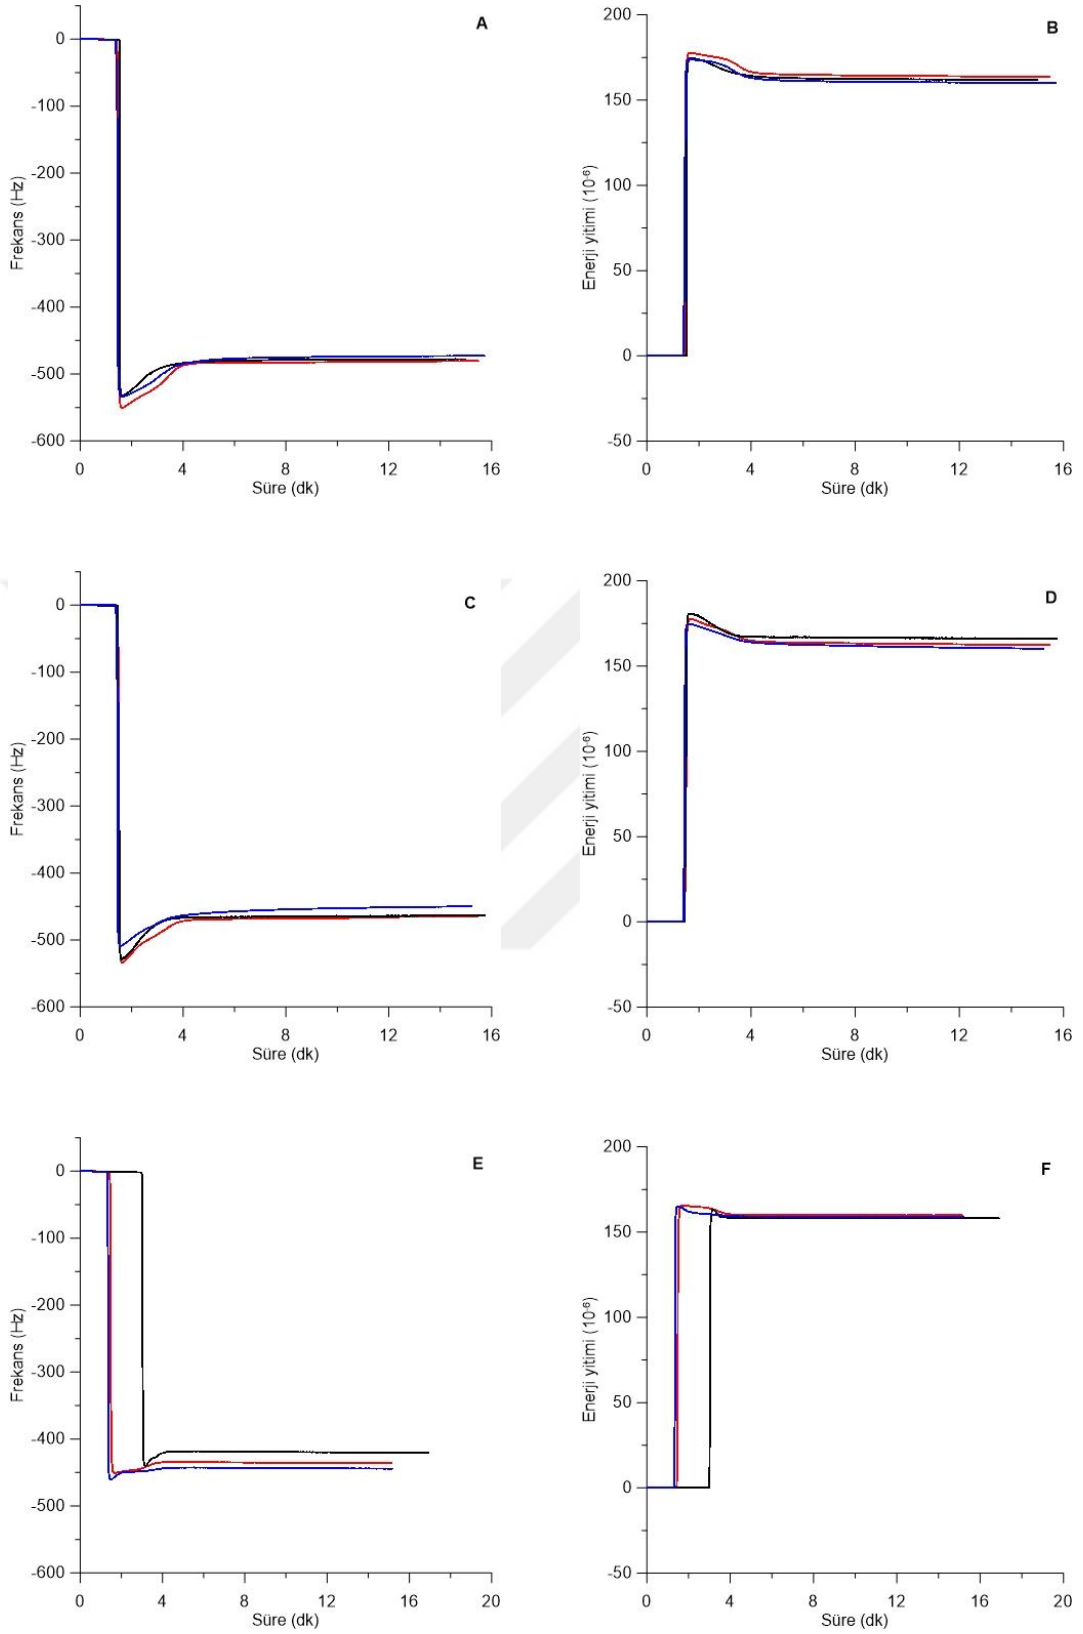 A
0
-100
-200
-300
-400
-500
-600
Frekans (Hz)
0 4 8 12 16
Süre (dk)
B
200
150
100
50
0
-50
Enerji yitimi (10⁻⁶)
0 4 8 12 16
Süre (dk)
C
0
-100
-200
-300
-400
-500
-600
Frekans (Hz)
0 4 8 12 16
Süre (dk)
D
200
150
100
50
0
-50
Enerji yitimi (10⁻⁶)
0 4 8 12 16
Süre (dk)
E
0
-100
-200
-300
-400
-500
-600
Frekans (Hz)
0 4 8 12 16 20
Süre (dk)
F
200
150
100
50
0
-50
Enerji yitimi (10⁻⁶)
0 4 8 12 16 20
Süre (dk)